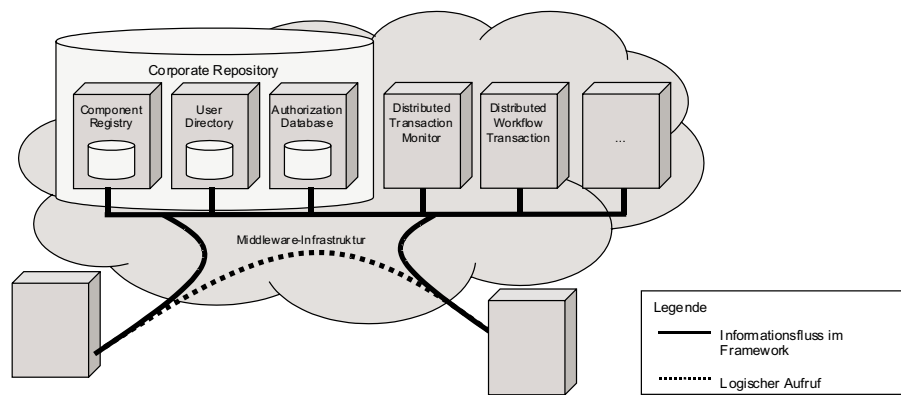 Corporate Repository
Component
Registry
User
Directory
Authorization
Database
Distributed
Transaction
Monitor
Distributed
Workflow
Transaction
...
Middleware-Infrastruktur
Legende
Informationsfluss im
Framework
Logischer Aufruf